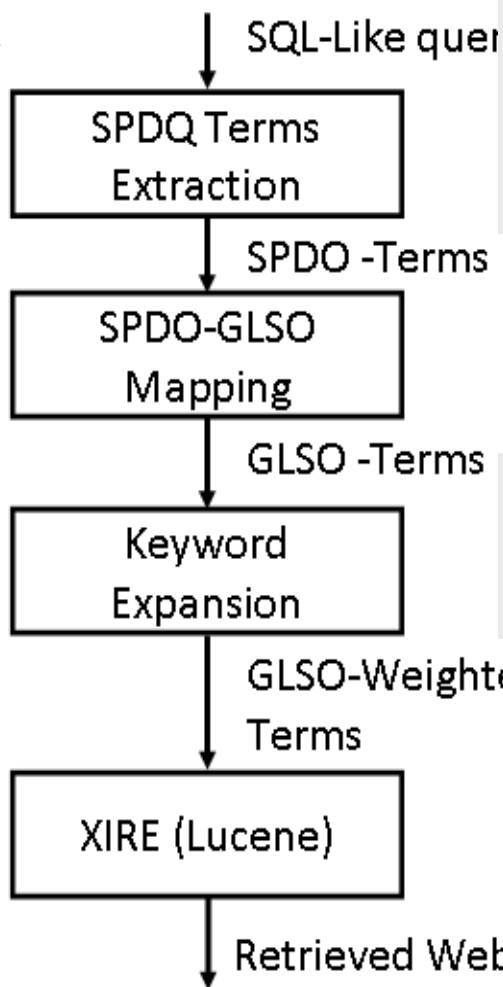 SQL-Like quer
SPDQ Terms
Extraction
SPDO -Terms
SPDO-GLSO
Mapping
GLSO -Terms
Keyword
Expansion
GLSO-Weighte
Terms
XIRE (Lucene)
Retrieved Web